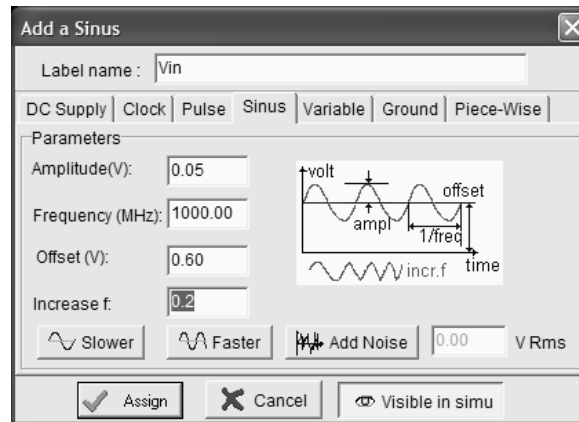 Add a Sinus
Label name : Vin
DC Supply Clock Pulse Sinus Variable Ground Piece-Wise
Parameters
Amplitude(V): 0.05
Frequency (MHz): 1000.00
Offset (V): 0.60
Increase f: 0.2
volt
offset
ampl
1/freq
time
incr.f
Slower Faster Add Noise 0.00 V Rms
Assign Cancel Visible in simu